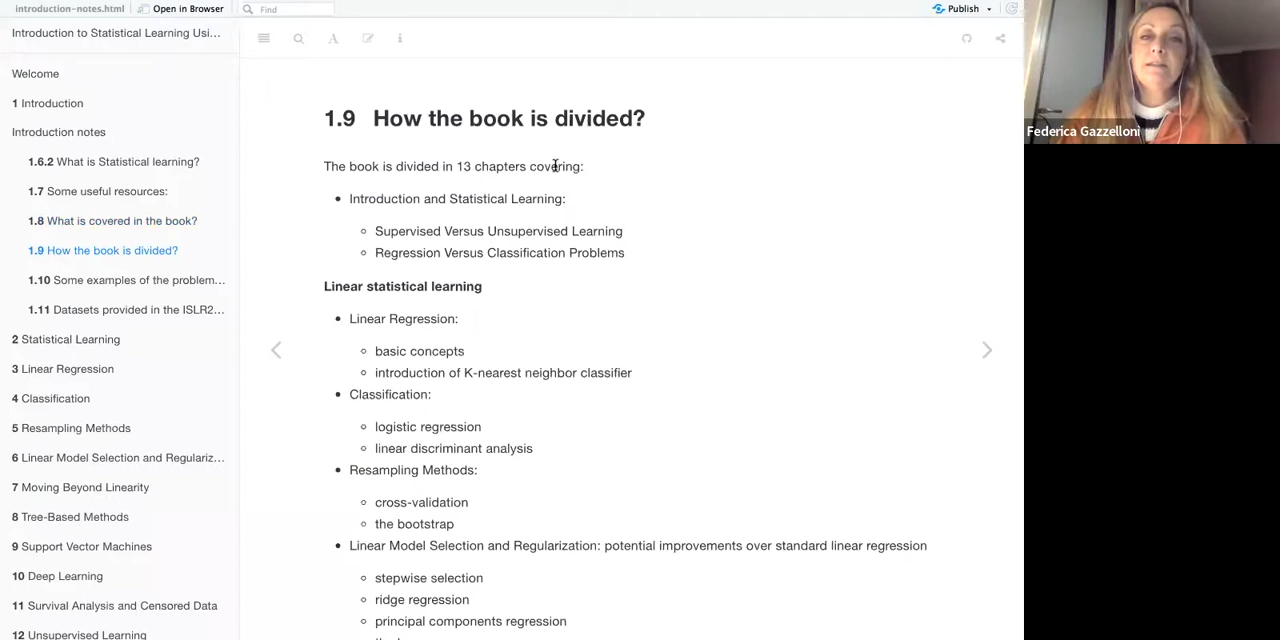 introduction-notes.html
Open in Browser
Find
Publish
Introduction to Statistical Learning Usi...
Welcome
1 Introduction
Introduction notes
1.6.2 What is Statistical learning?
1.7 Some useful resources:
1.8 What is covered in the book?
1.9 How the book is divided?
1.10 Some examples of the problem...
1.11 Datasets provided in the ISLR2...
2 Statistical Learning
3 Linear Regression
4 Classification
5 Resampling Methods
6 Linear Model Selection and Regulariz...
7 Moving Beyond Linearity
8 Tree-Based Methods
9 Support Vector Machines
10 Deep Learning
11 Survival Analysis and Censored Data
12 Unsupervised Learning
1.9 How the book is divided?
The book is divided in 13 chapters covering:
Introduction and Statistical Learning:
Supervised Versus Unsupervised Learning
Regression Versus Classification Problems
Linear statistical learning
Linear Regression:
basic concepts
introduction of K-nearest neighbor classifier
Classification:
logistic regression
linear discriminant analysis
Resampling Methods:
cross-validation
the bootstrap
Linear Model Selection and Regularization: potential improvements over standard linear regression
stepwise selection
ridge regression
principal components regression
Federica Gazzelloni